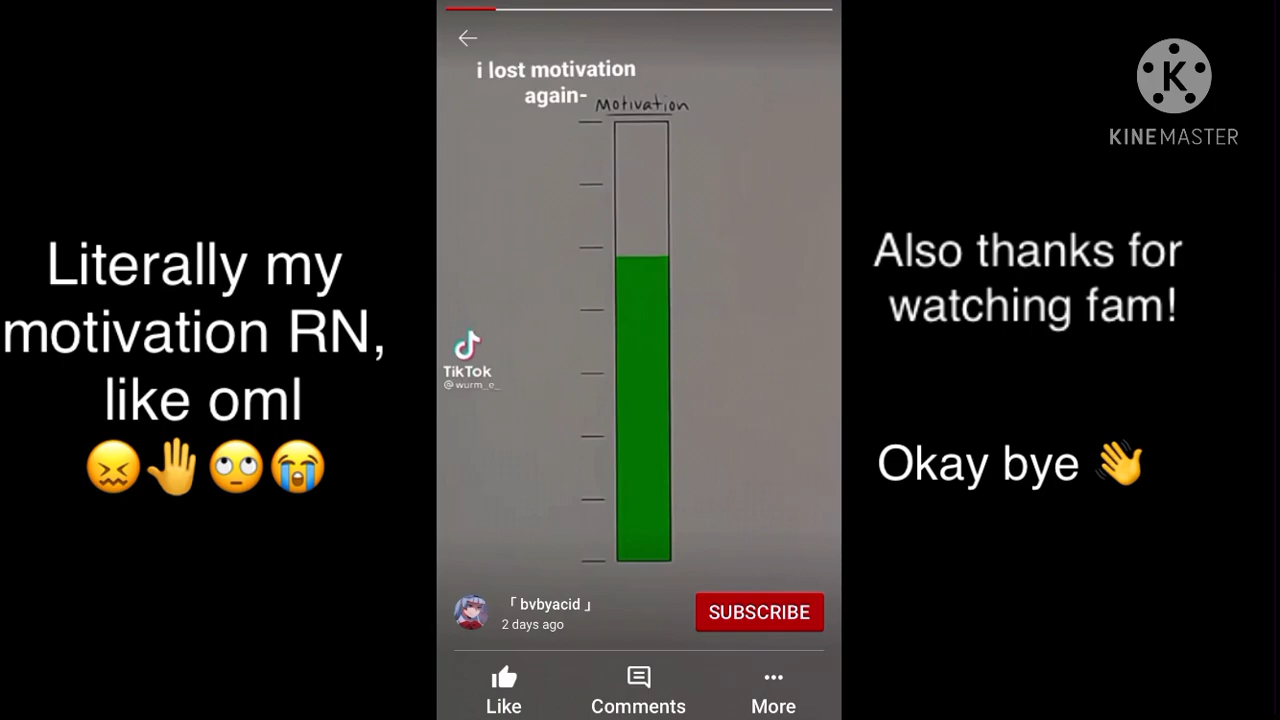 i lost motivation
again-
Motivation
K
KINEMASTER
Literally my
motivation RN,
like oml
😖🤚🙄😭
Also thanks for
watching fam!
Okay bye 👋
TikTok
@wurm_e_
「 bvbyacid 」
2 days ago
SUBSCRIBE
Like
Comments
More